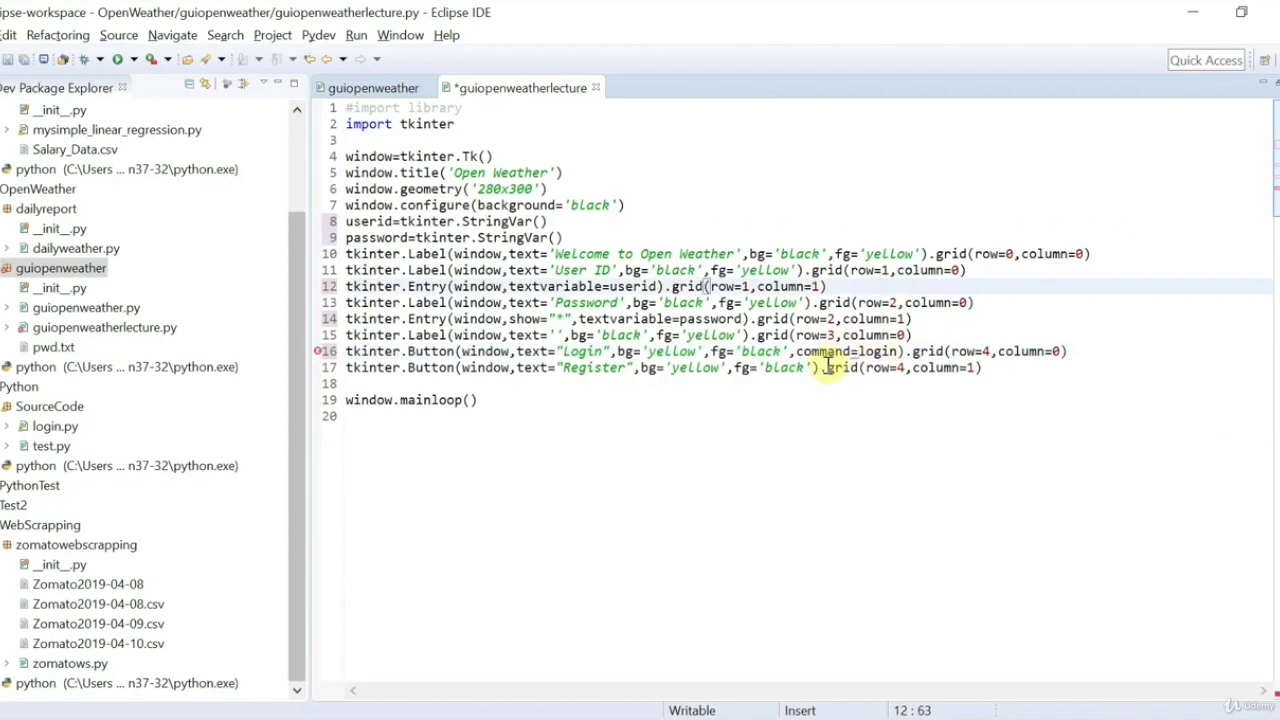 ipse-workspace - OpenWeather/guiopenweather/guiopenweatherlecture.py - Eclipse IDE
dit Refactoring Source Navigate Search Project Pydev Run Window Help
Quick Access
Dev Package Explorer
guiopenweather *guiopenweatherlecture
__init__.py
mysimple_linear_regression.py
Salary_Data.csv
python (C:\Users ... n37-32\python.exe)
OpenWeather
dailyreport
__init__.py
dailyweather.py
guiopenweather
__init__.py
guiopenweather.py
guiopenweatherlecture.py
pwd.txt
python (C:\Users ... n37-32\python.exe)
Python
SourceCode
login.py
test.py
python (C:\Users ... n37-32\python.exe)
PythonTest
Test2
WebScrapping
zomatowebscrapping
__init__.py
Zomato2019-04-08
Zomato2019-04-08.csv
Zomato2019-04-09.csv
Zomato2019-04-10.csv
zomatows.py
python (C:\Users ... n37-32\python.exe)
1 #import library
2 import tkinter
3
4 window=tkinter.Tk()
5 window.title('Open Weather')
6 window.geometry('280x300')
7 window.configure(background='black')
8 userid=tkinter.StringVar()
9 password=tkinter.StringVar()
10 tkinter.Label(window,text='Welcome to Open Weather',bg='black',fg='yellow').grid(row=0,column=0)
11 tkinter.Label(window,text='User ID',bg='black',fg='yellow').grid(row=1,column=0)
12 tkinter.Entry(window,textvariable=userid).grid(row=1,column=1)
13 tkinter.Label(window,text='Password',bg='black',fg='yellow').grid(row=2,column=0)
14 tkinter.Entry(window,show="*",textvariable=password).grid(row=2,column=1)
15 tkinter.Label(window,text='',bg='black',fg='yellow').grid(row=3,column=0)
16 tkinter.Button(window,text="Login",bg='yellow',fg='black',command=login).grid(row=4,column=0)
17 tkinter.Button(window,text="Register",bg='yellow',fg='black').grid(row=4,column=1)
18
19 window.mainloop()
20
Writable Insert 12 : 63
Udemy